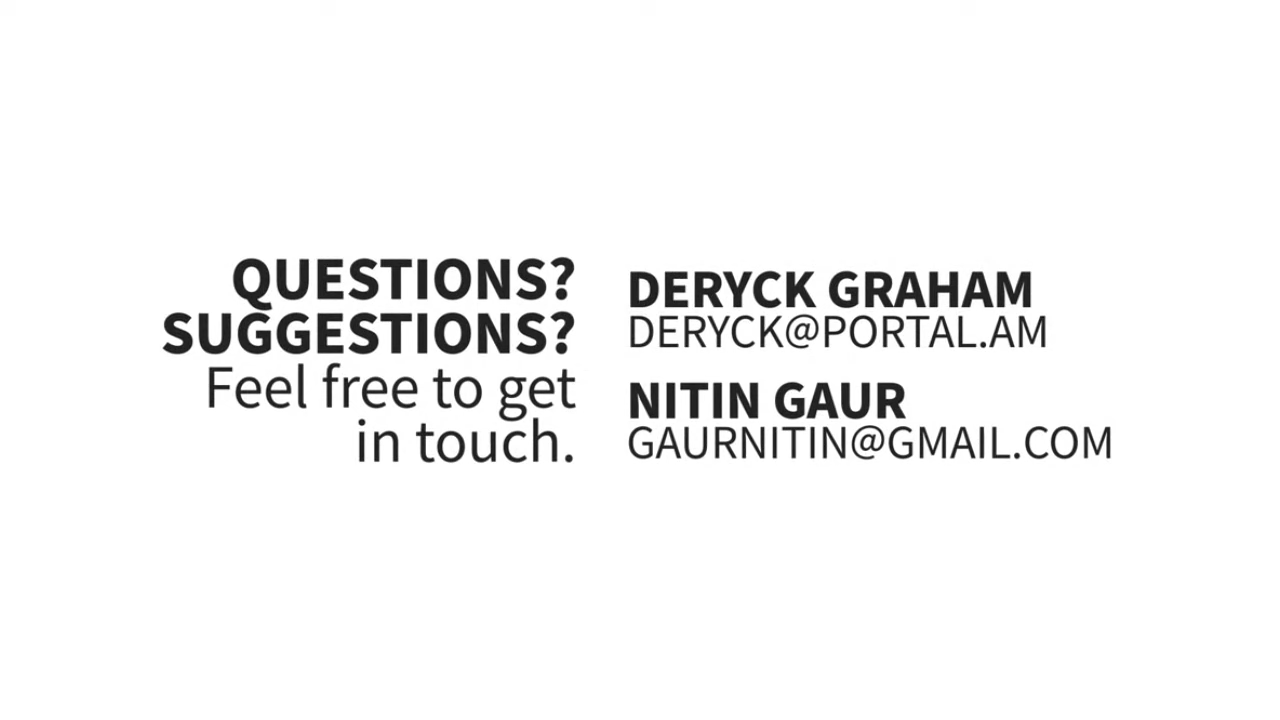 QUESTIONS?
SUGGESTIONS?
Feel free to get
in touch.
DERYCK GRAHAM
DERYCK@PORTAL.AM
NITIN GAUR
GAURNITIN@GMAIL.COM